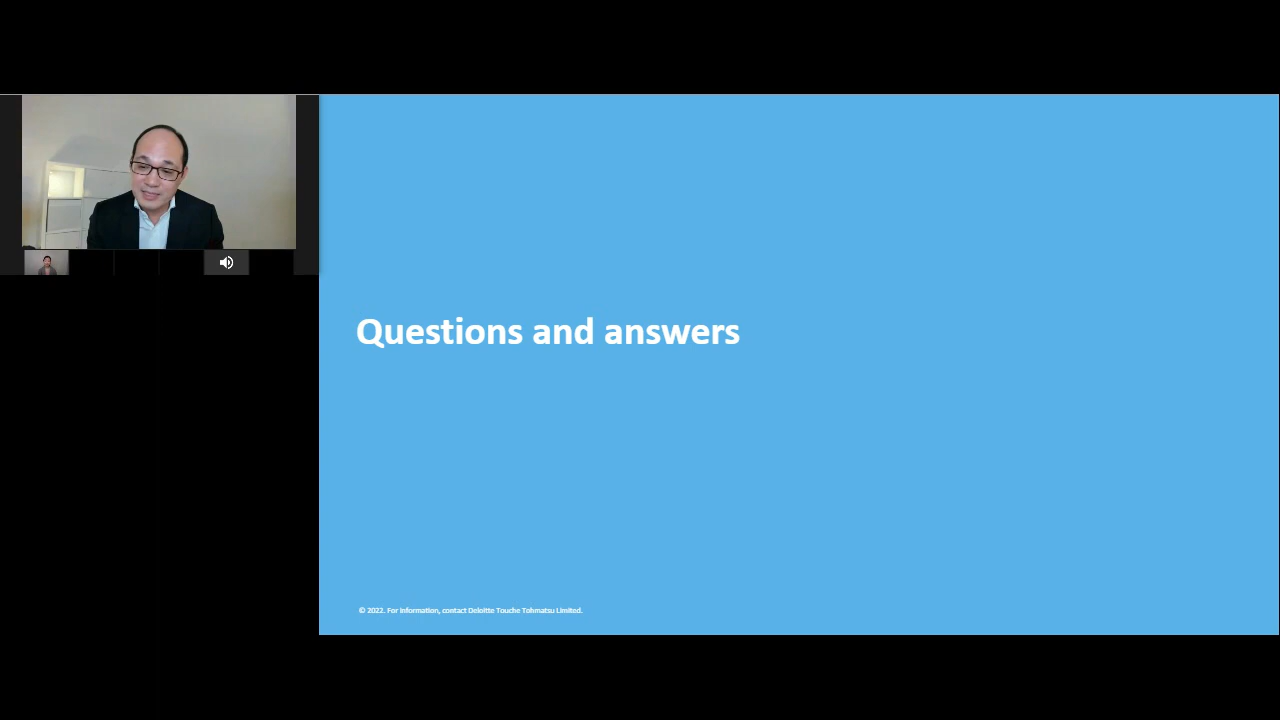 Questions and answers
© 2022. For information, contact Deloitte Touche Tohmatsu Limited.